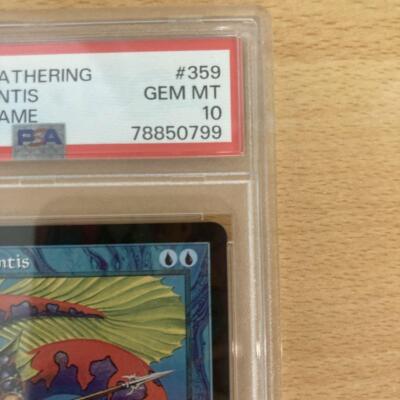 ATHERING #359
NTIS GEM MT
AME 10
PSA 78850799
ntis